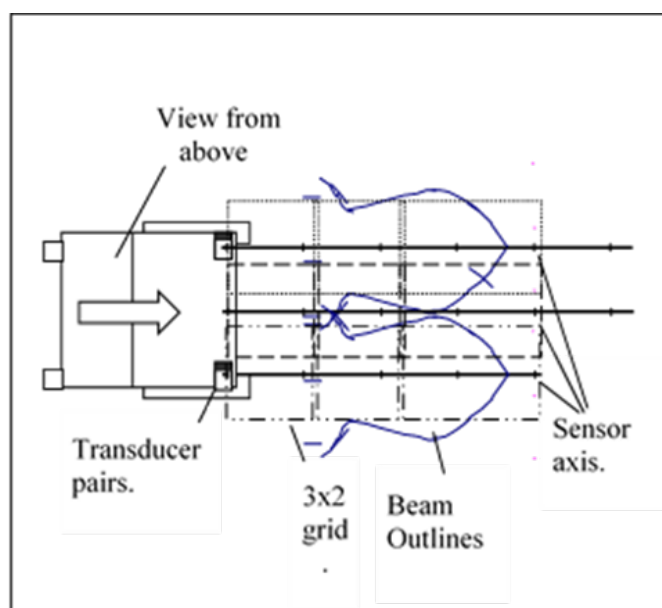 View from
above
Transducer
pairs.
3x2
grid
.
Beam
Outlines
Sensor
axis.